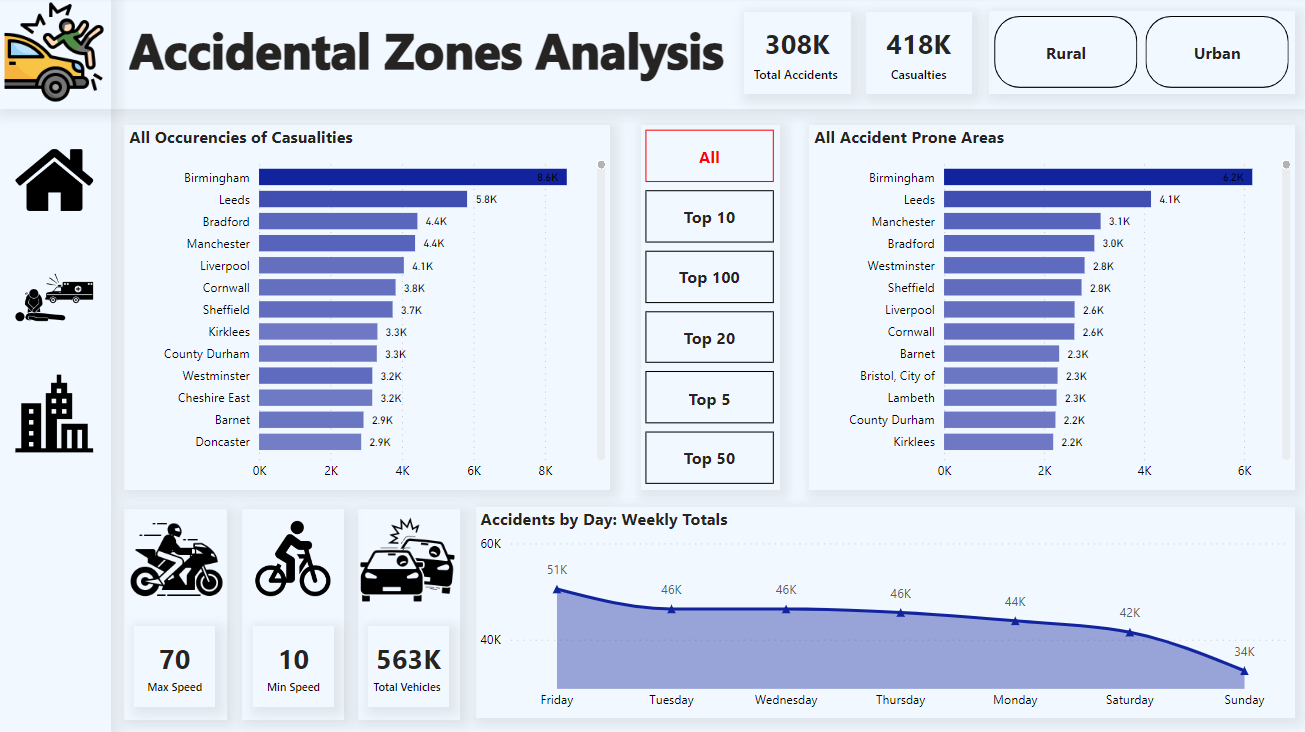 Accidental Zones Analysis
308K
Total Accidents
418K
Casualties
Rural
Urban
All Occurencies of Casualities
Birmingham 8.6K
Leeds 5.8K
Bradford 4.4K
Manchester 4.4K
Liverpool 4.1K
Cornwall 3.8K
Sheffield 3.7K
Kirklees 3.3K
County Durham 3.3K
Westminster 3.2K
Cheshire East 3.2K
Barnet 2.9K
Doncaster 2.9K
0K 2K 4K 6K 8K
All
Top 10
Top 100
Top 20
Top 5
Top 50
All Accident Prone Areas
Birmingham 6.2K
Leeds 4.1K
Manchester 3.1K
Bradford 3.0K
Westminster 2.8K
Sheffield 2.8K
Liverpool 2.6K
Cornwall 2.6K
Barnet 2.3K
Bristol, City of 2.3K
Lambeth 2.3K
County Durham 2.2K
Kirklees 2.2K
0K 2K 4K 6K
70
Max Speed
10
Min Speed
563K
Total Vehicles
Accidents by Day: Weekly Totals
60K
40K
51K 46K 46K 46K 44K 42K 34K
Friday Tuesday Wednesday Thursday Monday Saturday Sunday